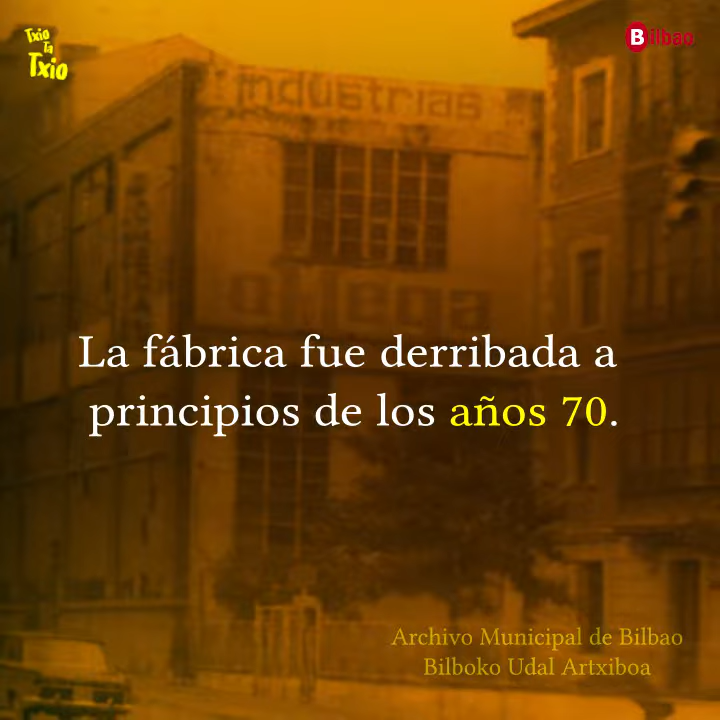 Txio
Ta
Txio
Bilbao
industrias
ortega
La fábrica fue derribada a
principios de los años 70.
Archivo Municipal de Bilbao
Bilboko Udal Artxiboa